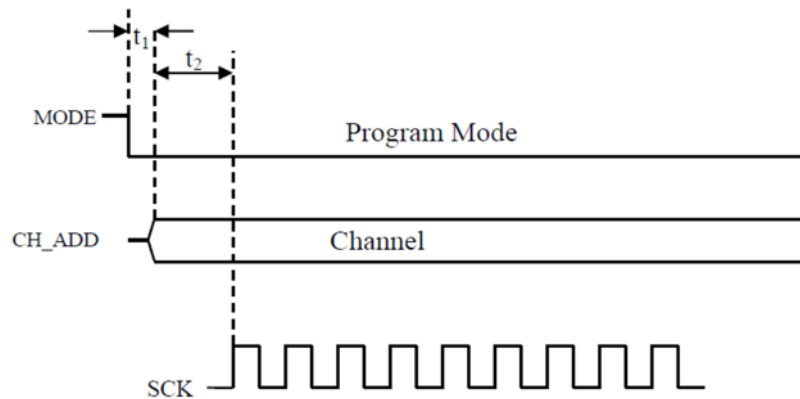 t₁
t₂
MODE
Program Mode
CH_ADD
Channel
SCK